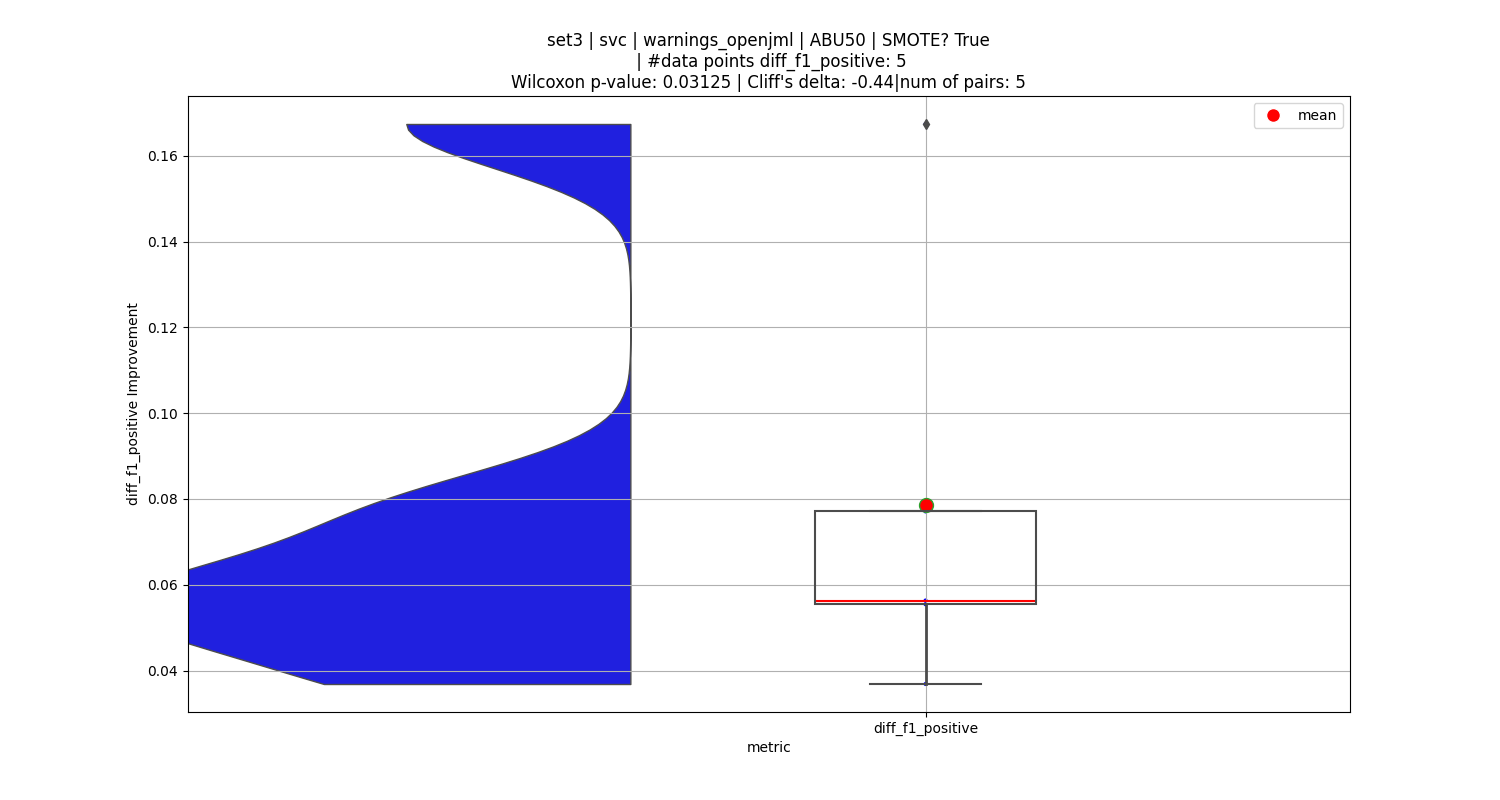 set3 | svc | warnings_openjml | ABU50 | SMOTE? True
| #data points diff_f1_positive: 5
Wilcoxon p-value: 0.03125 | Cliff's delta: -0.44|num of pairs: 5
mean
0.16
0.14
0.12
0.10
0.08
0.06
0.04
diff_f1_positive Improvement
diff_f1_positive
metric